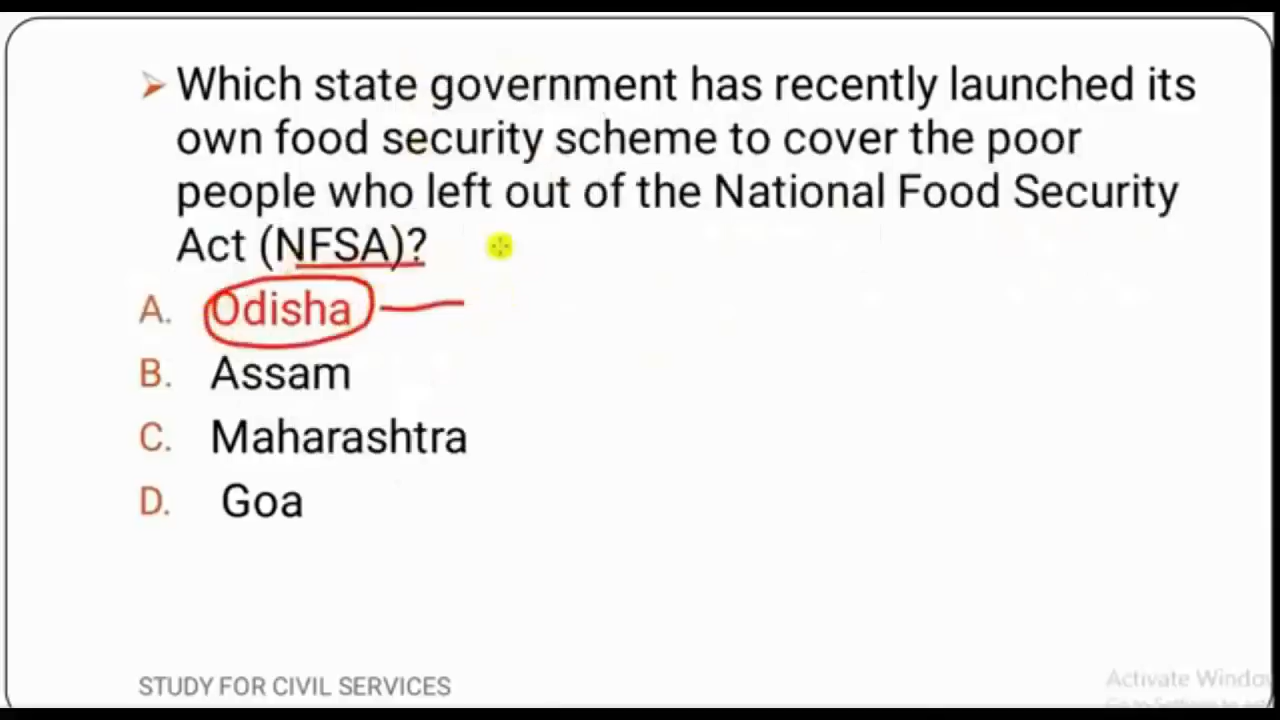 Which state government has recently launched its
own food security scheme to cover the poor
people who left out of the National Food Security
Act (NFSA)?
A. Odisha
B. Assam
C. Maharashtra
D. Goa
STUDY FOR CIVIL SERVICES
Activate Window